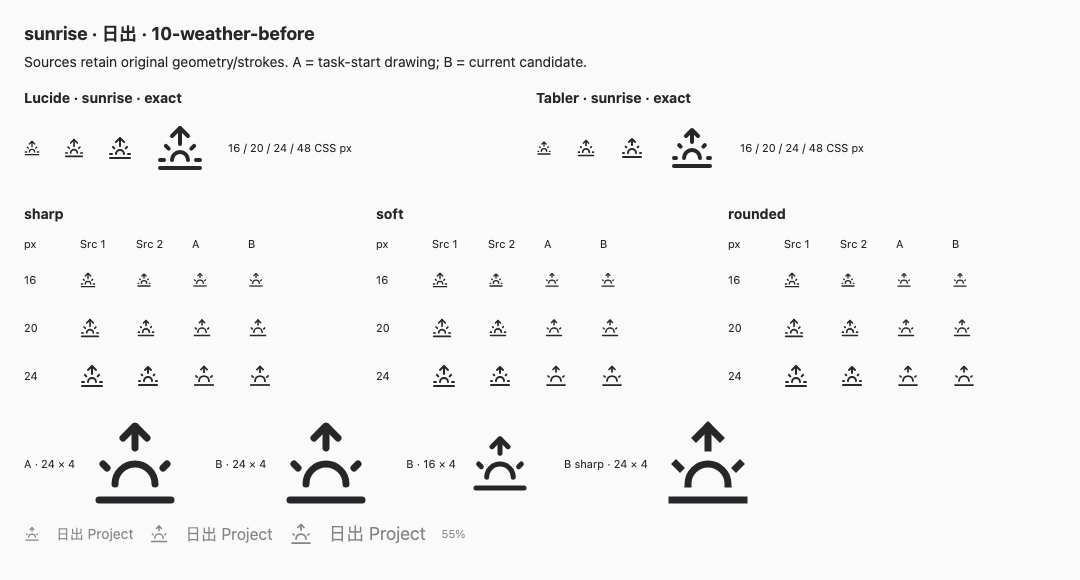 sunrise · 日出 · 10-weather-before
Sources retain original geometry/strokes. A = task-start drawing; B = current candidate.
Lucide · sunrise · exact
Tabler · sunrise · exact
16 / 20 / 24 / 48 CSS px
16 / 20 / 24 / 48 CSS px
sharp
soft
rounded
px Src 1 Src 2 A B
px Src 1 Src 2 A B
px Src 1 Src 2 A B
16
16
16
20
20
20
24
24
24
A · 24 × 4
B · 24 × 4
B · 16 × 4
B sharp · 24 × 4
日出 Project
日出 Project
日出 Project
55%